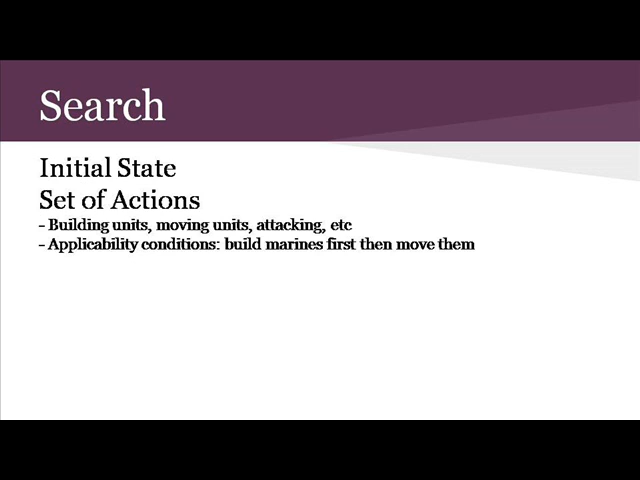 Search
Initial State
Set of Actions
- Building units, moving units, attacking, etc
- Applicability conditions: build marines first then move them